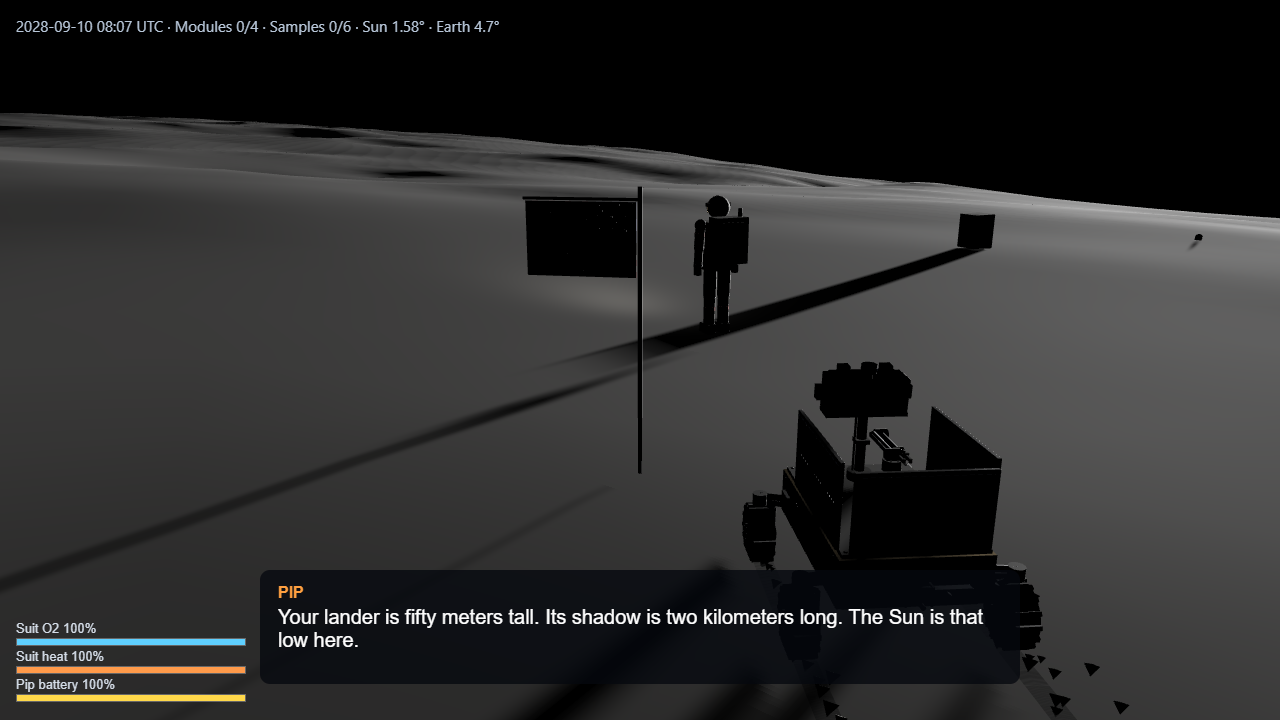 2028-09-10 08:07 UTC · Modules 0/4 · Samples 0/6 · Sun 1.58° · Earth 4.7°
PIP
Your lander is fifty meters tall. Its shadow is two kilometers long. The Sun is that
low here.
Suit O2 100%
Suit heat 100%
Pip battery 100%